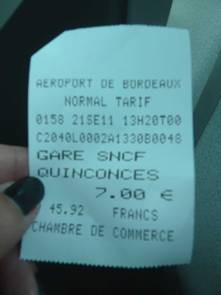 AEROPORT DE BORDEAUX
NORMAL TARIF
0158 21SE11 13H20T00
C2040L0002A1330B0048
GARE SNCF
QUINCONCES
7.00 €
45.92 FRANCS
CHAMBRE DE COMMERCE